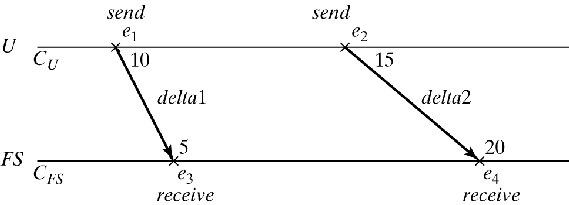 send send
e1 e2
U
CU 10 15
delta1 delta2
5 20
FS
CFS e3 e4
receive receive